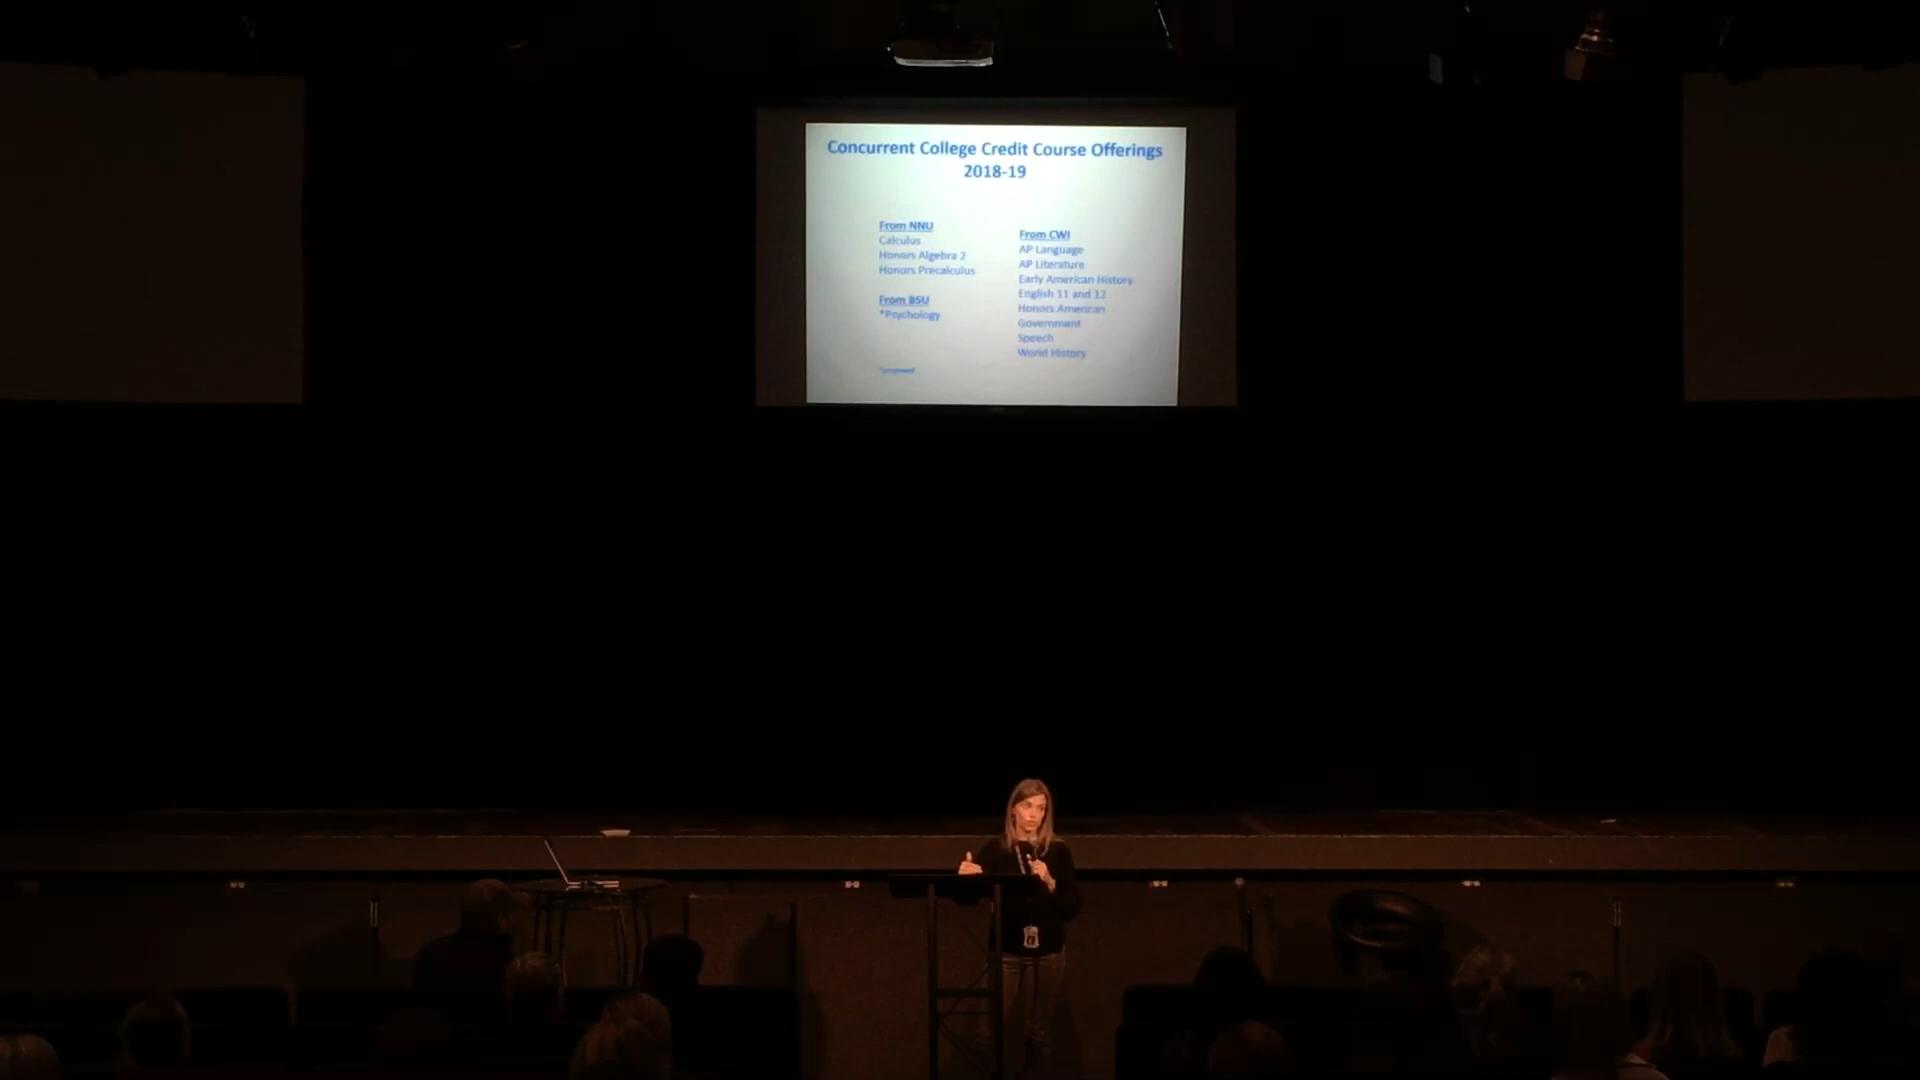 Concurrent College Credit Course Offerings
2018-19
From NNU
Calculus
Honors Algebra 2
Honors Precalculus
From BSU
*Psychology
*proposed
From CWI
AP Language
AP Literature
Early American History
English 11 and 12
Honors American
Government
Speech
World History